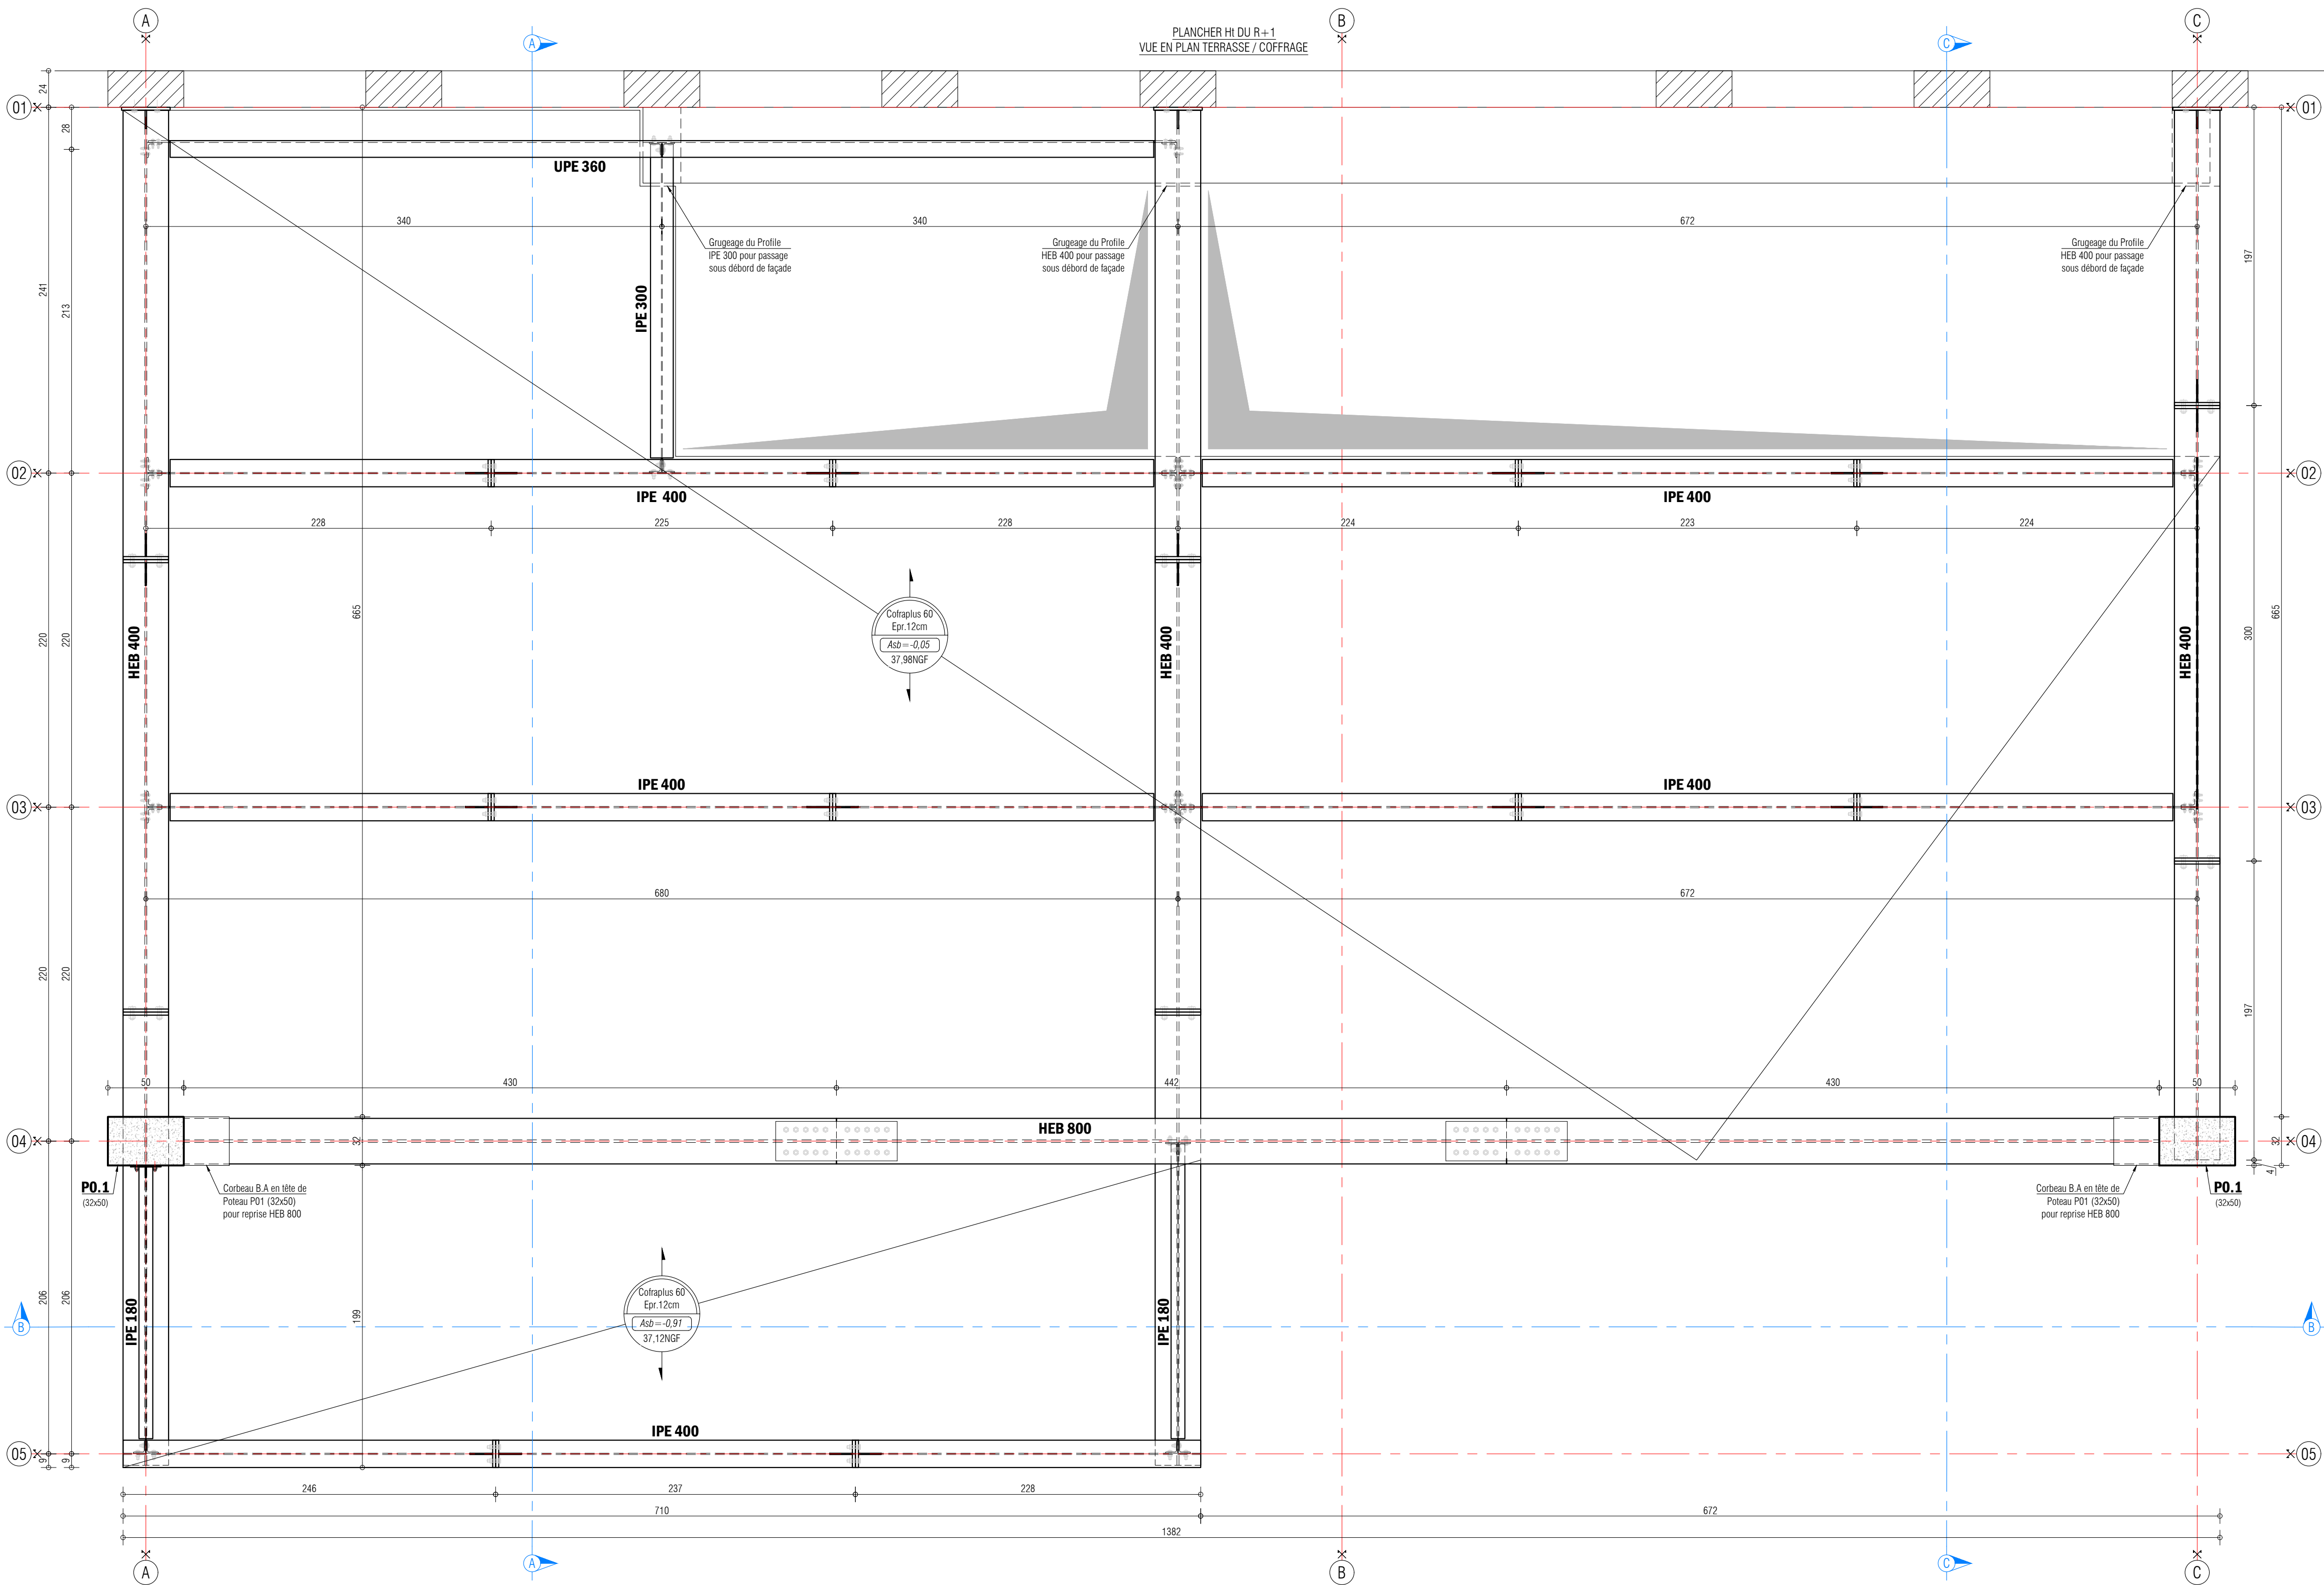 A
A
PLANCHER Ht DU R+1
VUE EN PLAN TERRASSE / COFFRAGE
B
C
C
24
01
01
28
UPE 360
340
340
672
Grugeage du Profile
IPE 300 pour passage
sous débord de façade
Grugeage du Profile
HEB 400 pour passage
sous débord de façade
Grugeage du Profile
HEB 400 pour passage
sous débord de façade
197
241
213
IPE 300
02
02
IPE 400
IPE 400
228
225
228
224
223
224
665
665
Cofraplus 60
Epr.12cm
Asb=-0,05
37,98NGF
220
220
HEB 400
HEB 400
HEB 400
300
IPE 400
IPE 400
03
03
680
672
220
220
197
50
430
442
430
50
04
32
HEB 800
32
04
4
P0.1
(32x50)
Corbeau B.A en tête de
Poteau P01 (32x50)
pour reprise HEB 800
Corbeau B.A en tête de
Poteau P01 (32x50)
pour reprise HEB 800
P0.1
(32x50)
206
206
199
IPE 180
IPE 180
Cofraplus 60
Epr.12cm
Asb=-0,91
37,12NGF
B
B
IPE 400
05
9
9
05
246
237
228
710
672
1382
A
A
B
C
C